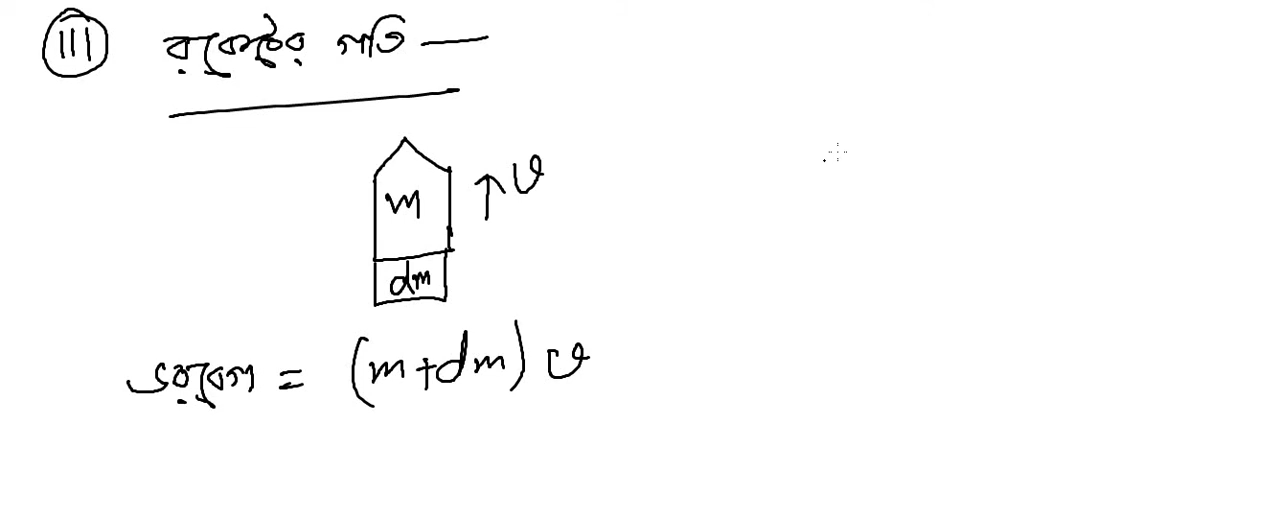 III রকেটের গতি —
m
↑ v
dm
ভরবেগ = (m+dm) v